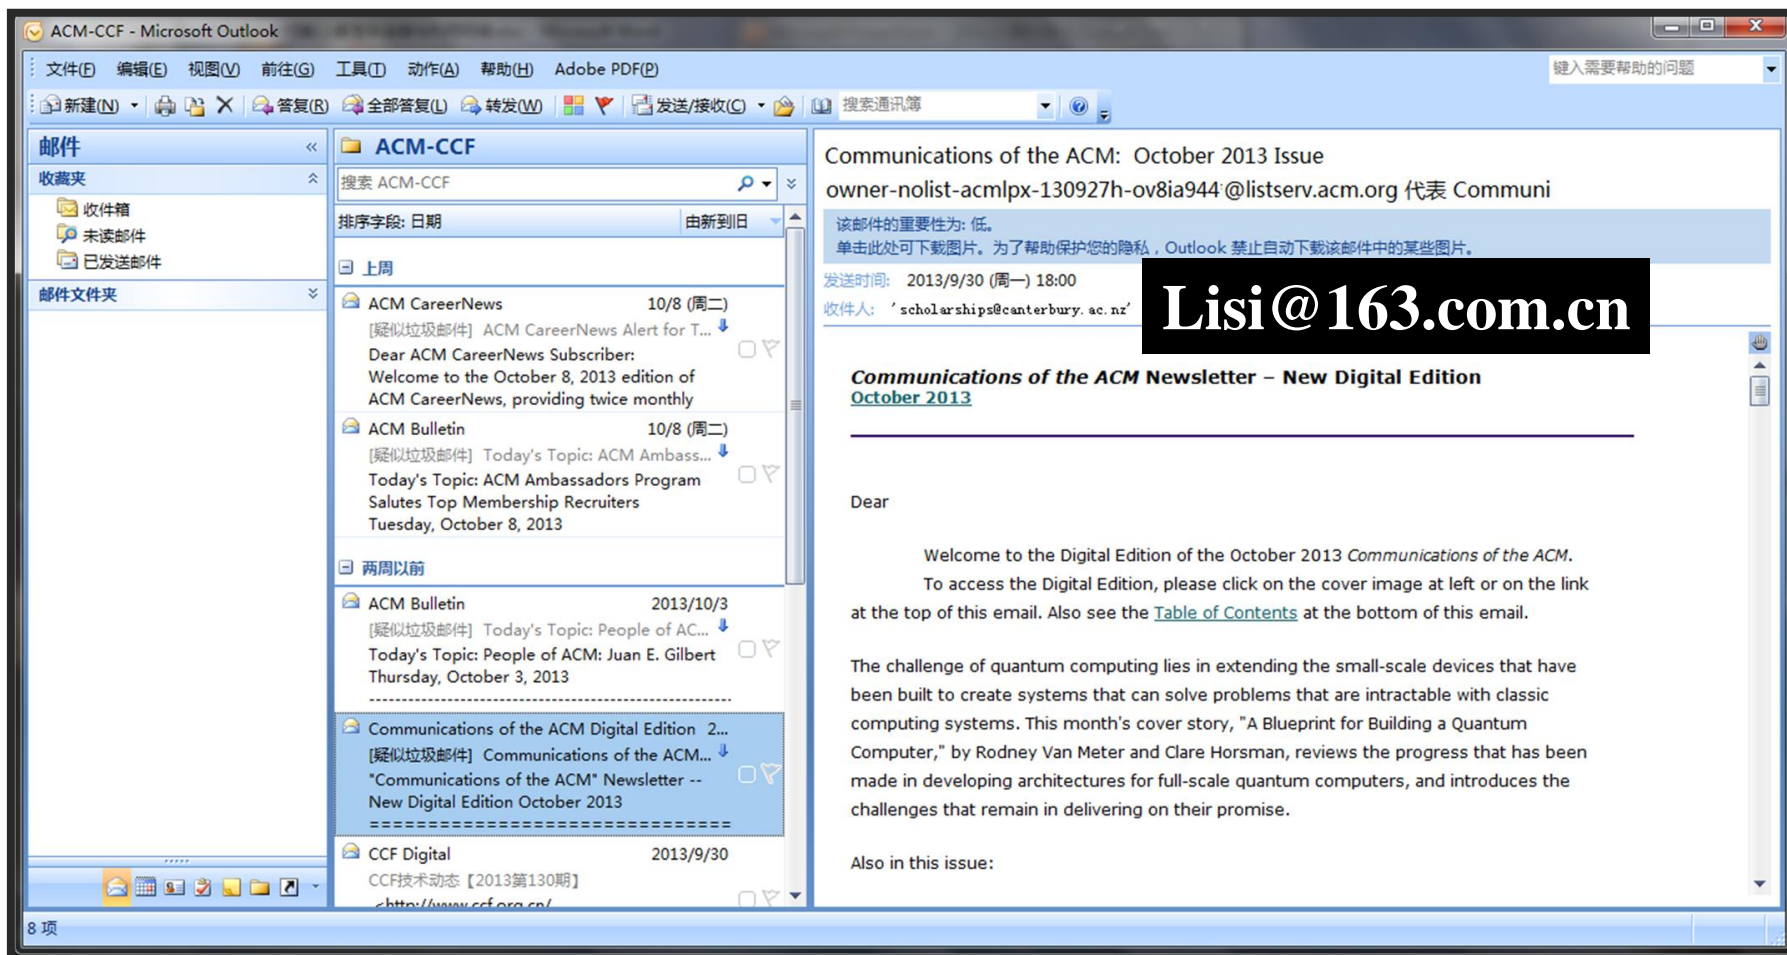 ACM-CCF - Microsoft Outlook
文件(F) 编辑(E) 视图(V) 前往(G) 工具(T) 动作(A) 帮助(H) Adobe PDF(P) 键入需要帮助的问题
新建(N) 答复(R) 全部答复(L) 转发(W) 发送/接收(C) 搜索通讯簿
邮件 «
收藏夹
收件箱
未读邮件
已发送邮件
邮件文件夹
ACM-CCF
搜索 ACM-CCF
排序字段: 日期 由新到旧
上周
ACM CareerNews 10/8 (周二)
[疑似垃圾邮件] ACM CareerNews Alert for T...
Dear ACM CareerNews Subscriber:
Welcome to the October 8, 2013 edition of
ACM CareerNews, providing twice monthly
ACM Bulletin 10/8 (周二)
[疑似垃圾邮件] Today's Topic: ACM Ambass...
Today's Topic: ACM Ambassadors Program
Salutes Top Membership Recruiters
Tuesday, October 8, 2013
两周以前
ACM Bulletin 2013/10/3
[疑似垃圾邮件] Today's Topic: People of AC...
Today's Topic: People of ACM: Juan E. Gilbert
Thursday, October 3, 2013
------------------------------------------------
Communications of the ACM Digital Edition 2...
[疑似垃圾邮件] Communications of the ACM...
"Communications of the ACM" Newsletter --
New Digital Edition October 2013
===============================
CCF Digital 2013/9/30
CCF技术动态【2013第130期】
<http://www.ccf.org.cn/
Communications of the ACM: October 2013 Issue
owner-nolist-acmlpx-130927h-ov8ia944@listserv.acm.org 代表 Communi
该邮件的重要性为: 低。
单击此处可下载图片。为了帮助保护您的隐私，Outlook 禁止自动下载该邮件中的某些图片。
发送时间: 2013/9/30 (周一) 18:00
收件人: 'scholarships@canterbury.ac.nz'
Lisi@163.com.cn
Communications of the ACM Newsletter – New Digital Edition
October 2013
Dear
Welcome to the Digital Edition of the October 2013 Communications of the ACM.
To access the Digital Edition, please click on the cover image at left or on the link
at the top of this email. Also see the Table of Contents at the bottom of this email.
The challenge of quantum computing lies in extending the small-scale devices that have
been built to create systems that can solve problems that are intractable with classic
computing systems. This month's cover story, "A Blueprint for Building a Quantum
Computer," by Rodney Van Meter and Clare Horsman, reviews the progress that has been
made in developing architectures for full-scale quantum computers, and introduces the
challenges that remain in delivering on their promise.
Also in this issue:
8 项